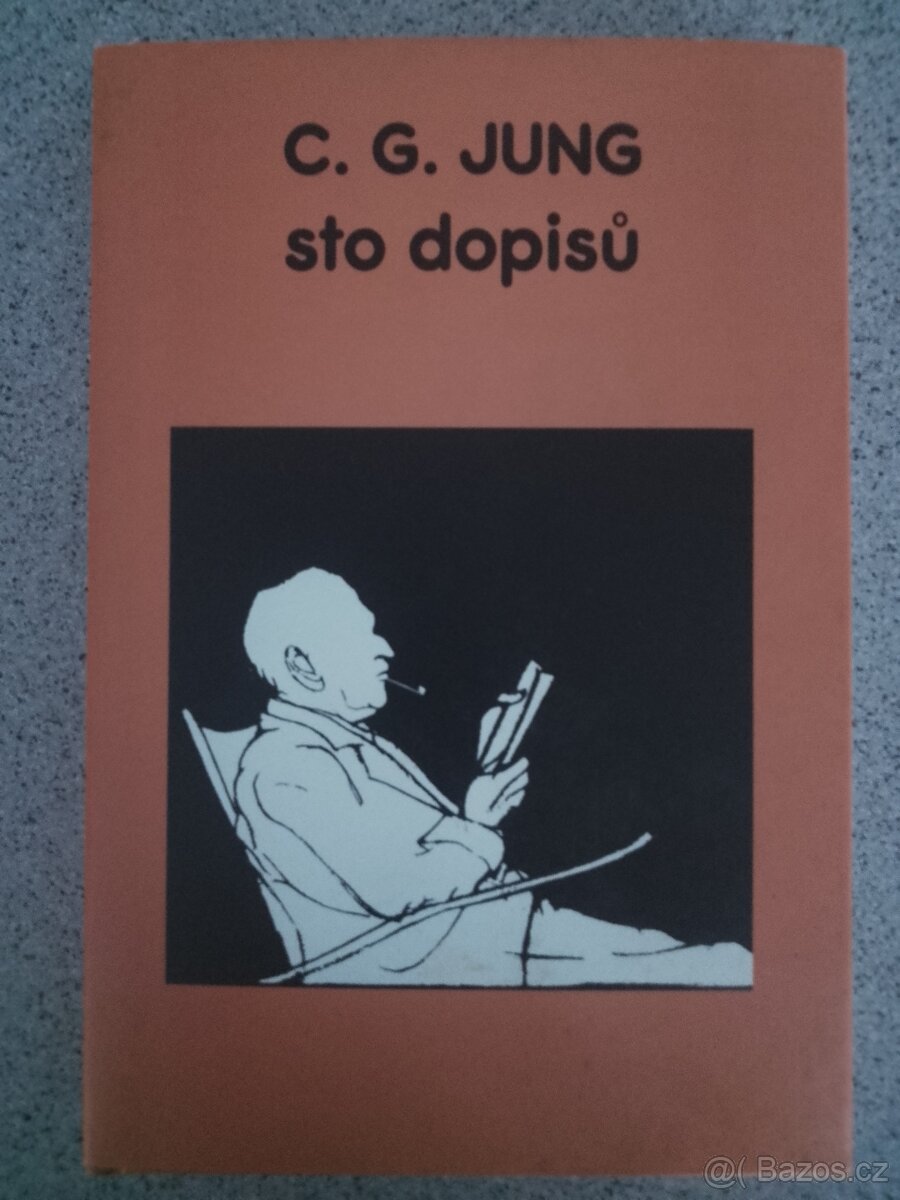 C. G. JUNG
sto dopisů
@( Bazos.cz